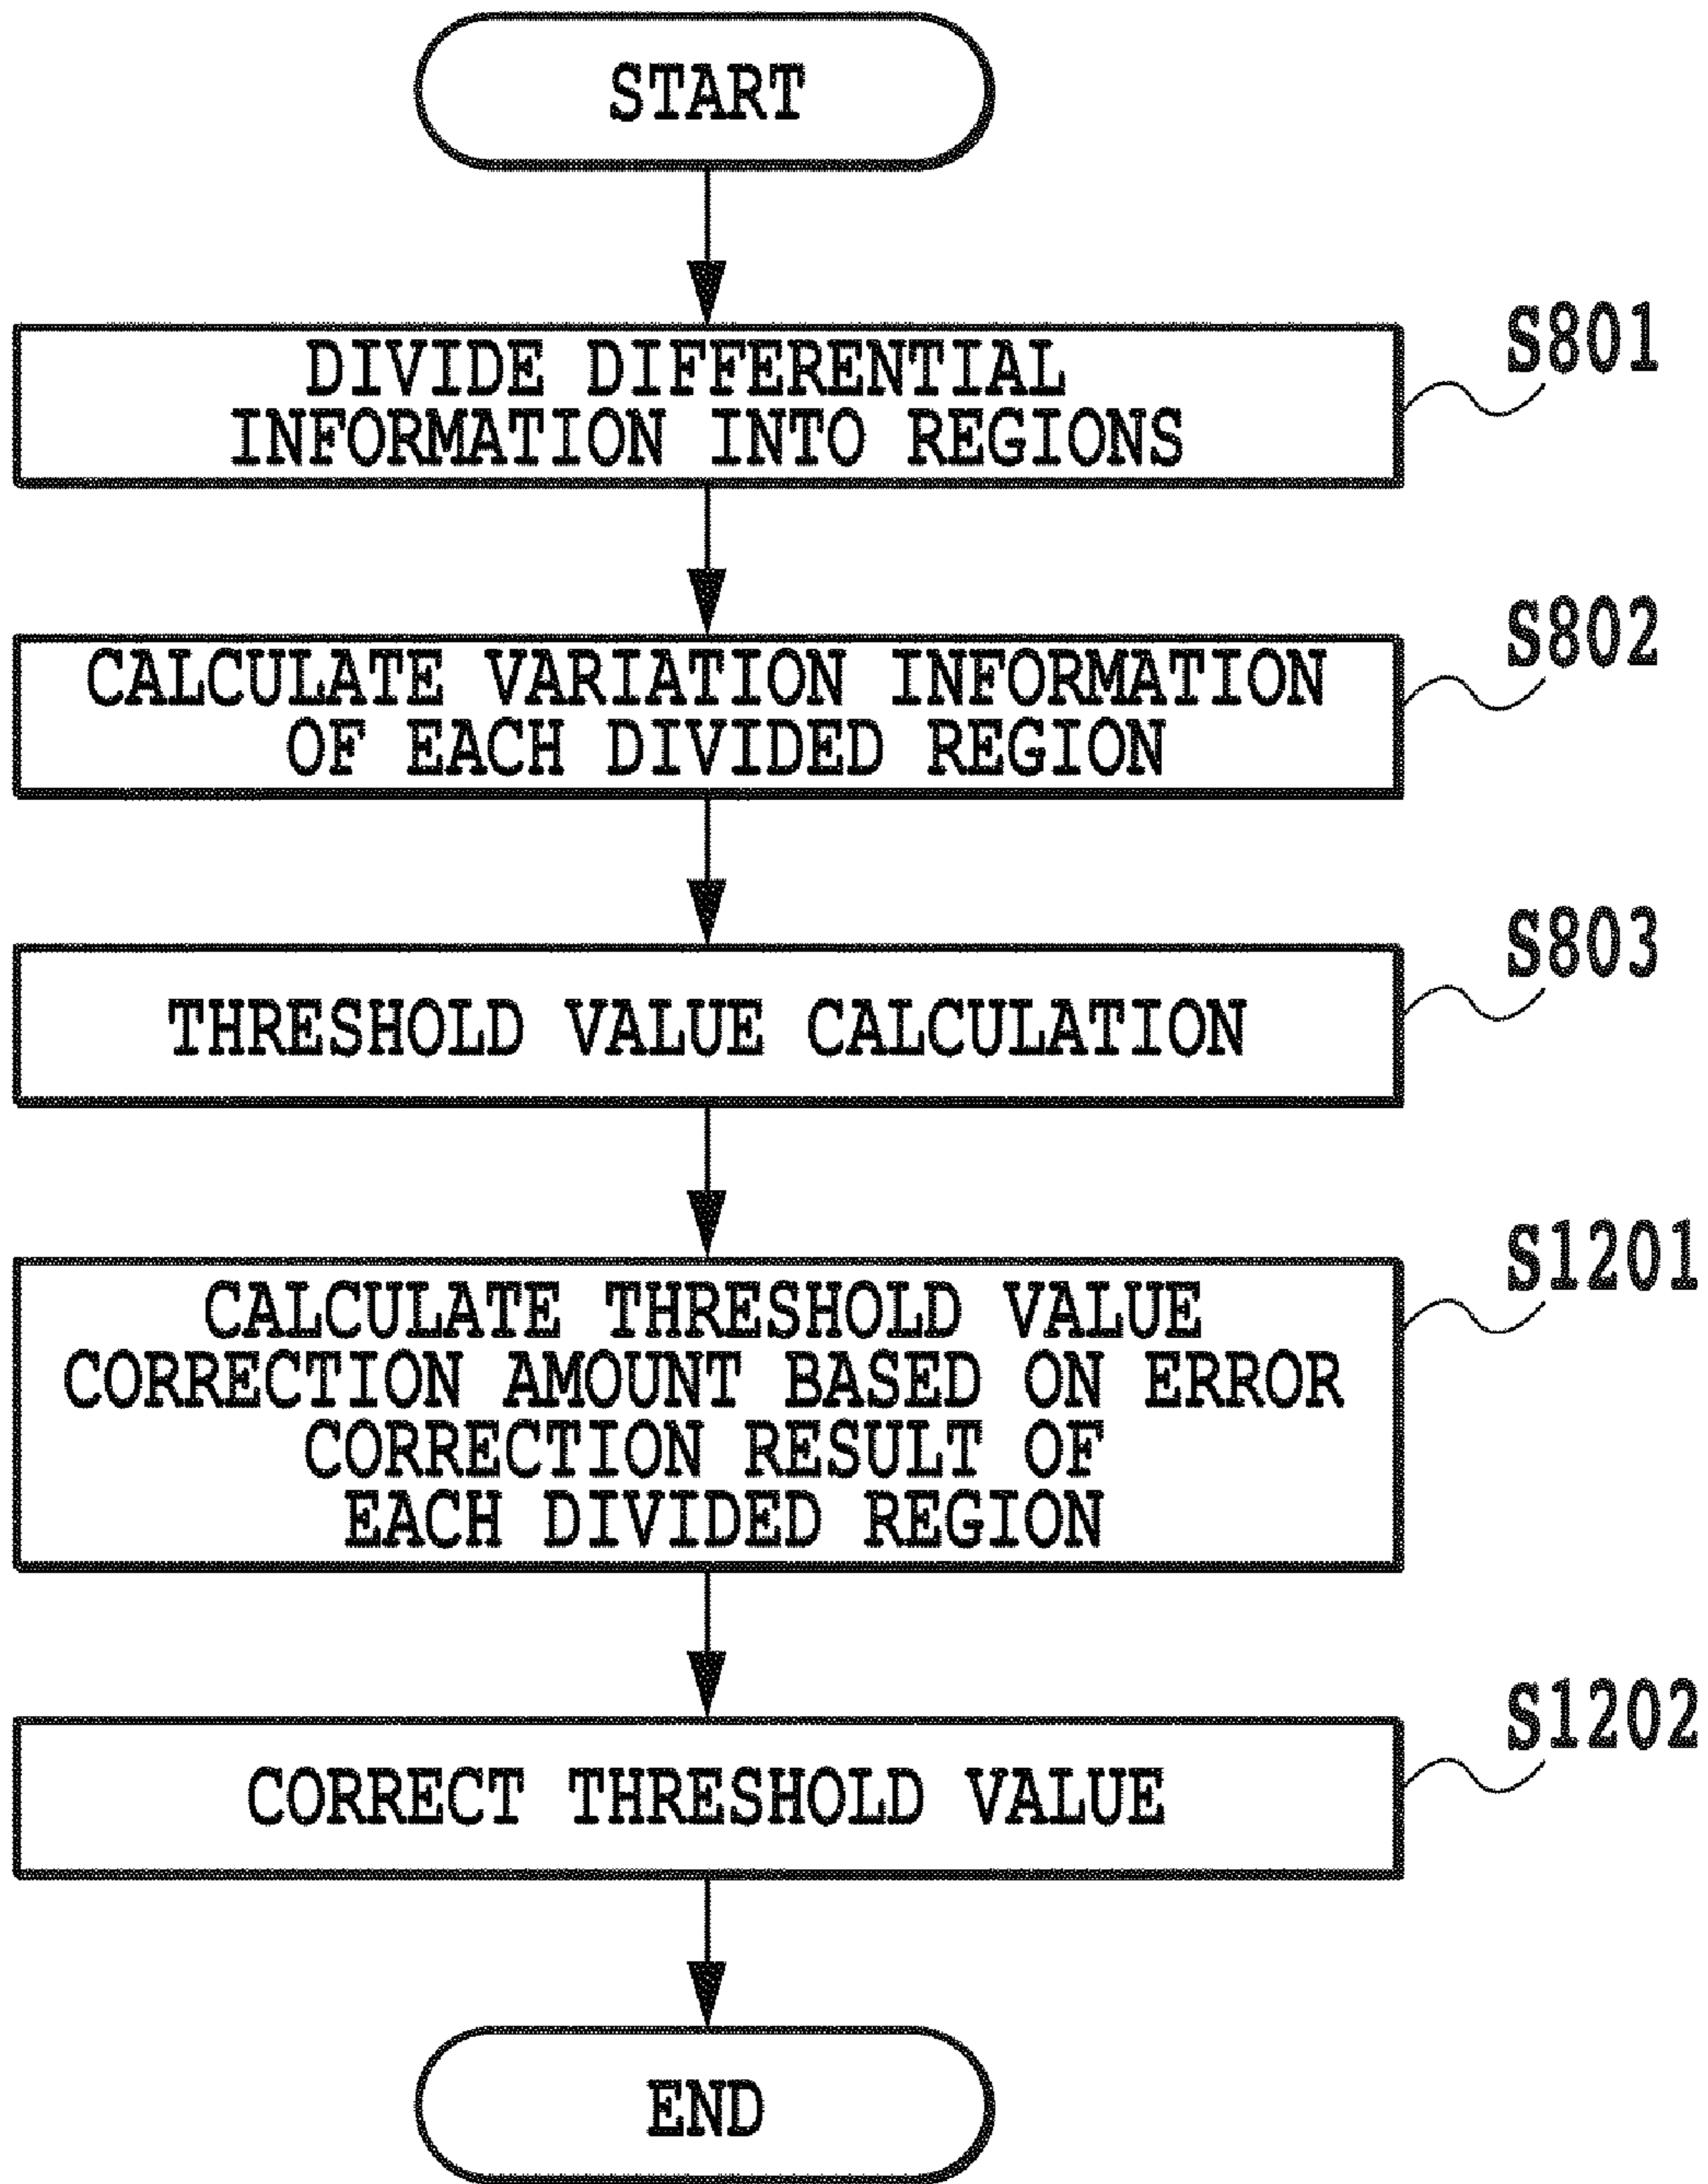 START
S801
DIVIDE DIFFERENTIAL
INFORMATION INTO REGIONS
S802
CALCULATE VARIATION INFORMATION
OF EACH DIVIDED REGION
S803
THRESHOLD VALUE CALCULATION
S1201
CALCULATE THRESHOLD VALUE
CORRECTION AMOUNT BASED ON ERROR
CORRECTION RESULT OF
EACH DIVIDED REGION
S1202
CORRECT THRESHOLD VALUE
END